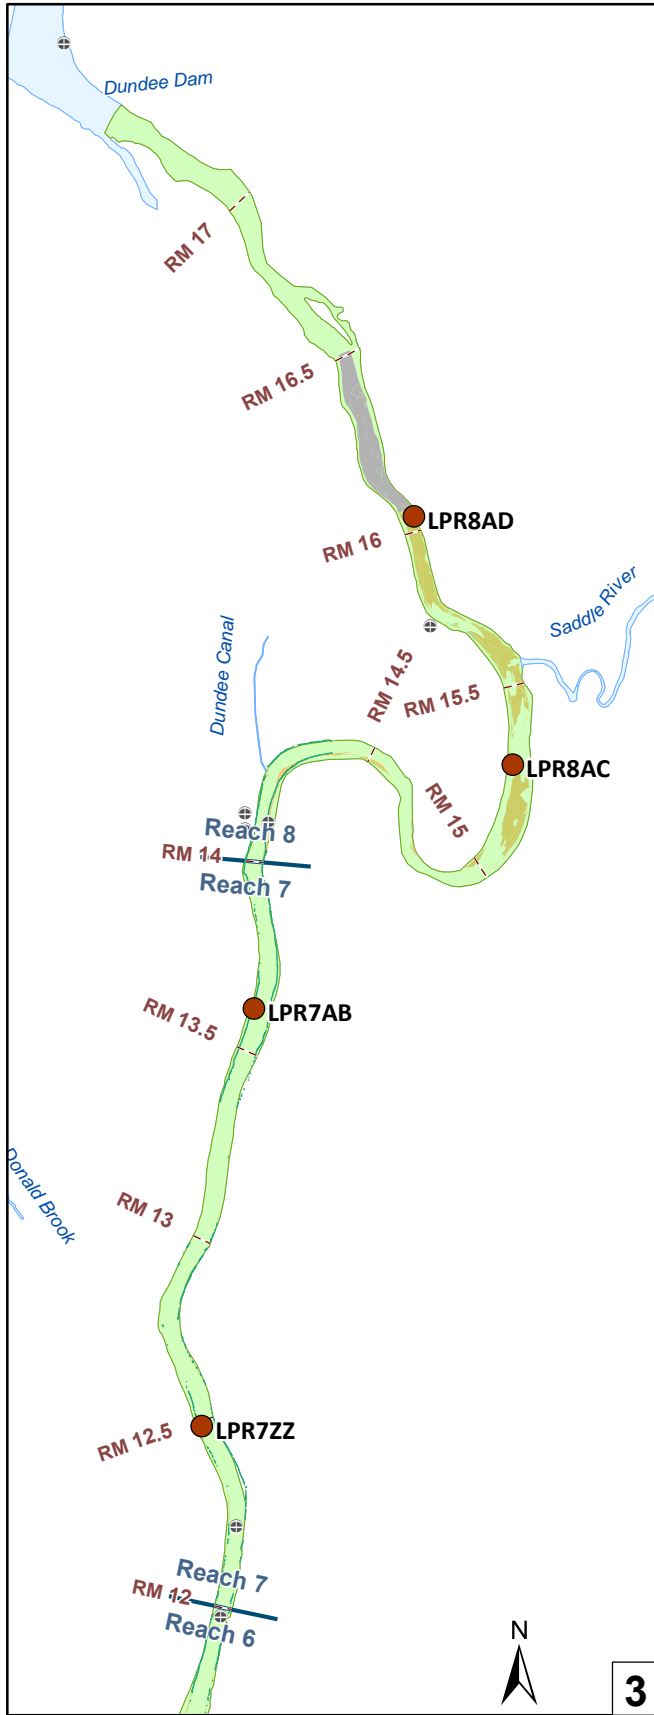 Dundee Dam
RM 17
RM 16.5
LPR8AD
RM 16
Saddle River
Dundee Canal
RM 14.5
RM 15.5
LPR8AC
RM 15
Reach 8
RM 14
Reach 7
LPR7AB
RM 13.5
Donald Brook
RM 13
LPR7ZZ
RM 12.5
Reach 7
RM 12
Reach 6
N
3